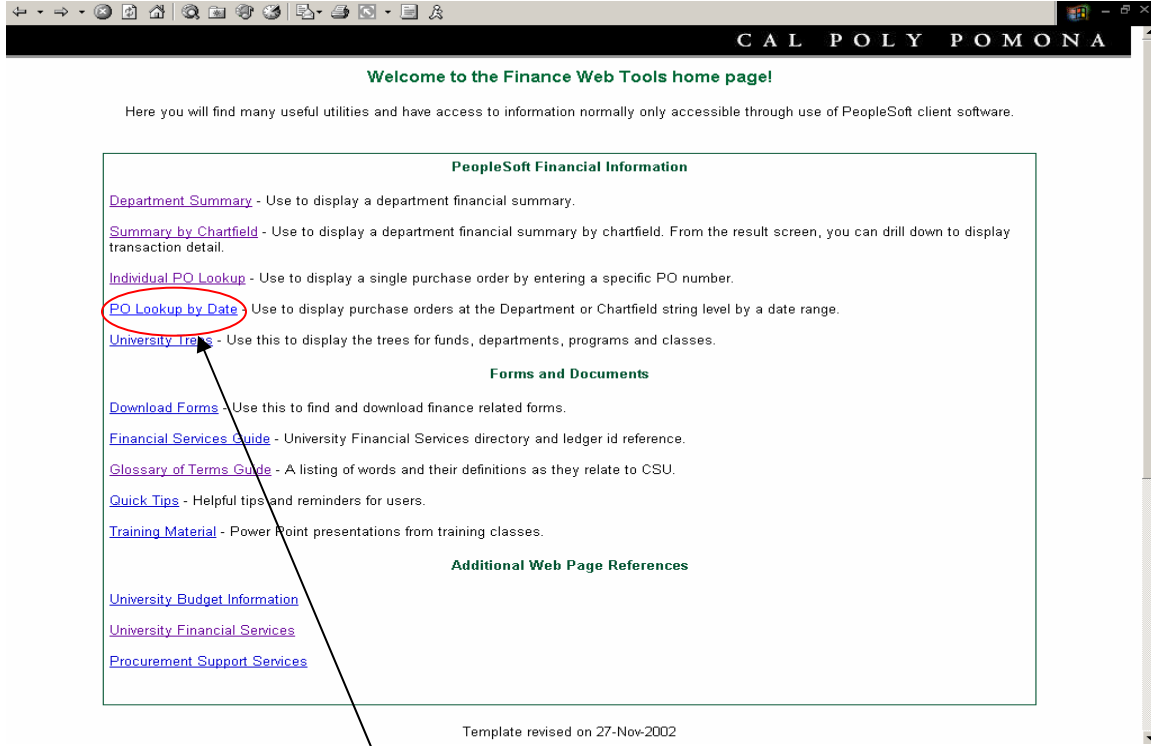 CAL POLY POMONA
Welcome to the Finance Web Tools home page!
Here you will find many useful utilities and have access to information normally only accessible through use of PeopleSoft client software.
PeopleSoft Financial Information
Department Summary - Use to display a department financial summary.
Summary by Chartfield - Use to display a department financial summary by chartfield. From the result screen, you can drill down to display
transaction detail.
Individual PO Lookup - Use to display a single purchase order by entering a specific PO number.
PO Lookup by Date - Use to display purchase orders at the Department or Chartfield string level by a date range.
University Trees - Use this to display the trees for funds, departments, programs and classes.
Forms and Documents
Download Forms - Use this to find and download finance related forms.
Financial Services Guide - University Financial Services directory and ledger id reference.
Glossary of Terms Guide - A listing of words and their definitions as they relate to CSU.
Quick Tips - Helpful tips and reminders for users.
Training Material - Power Point presentations from training classes.
Additional Web Page References
University Budget Information
University Financial Services
Procurement Support Services
Template revised on 27-Nov-2002